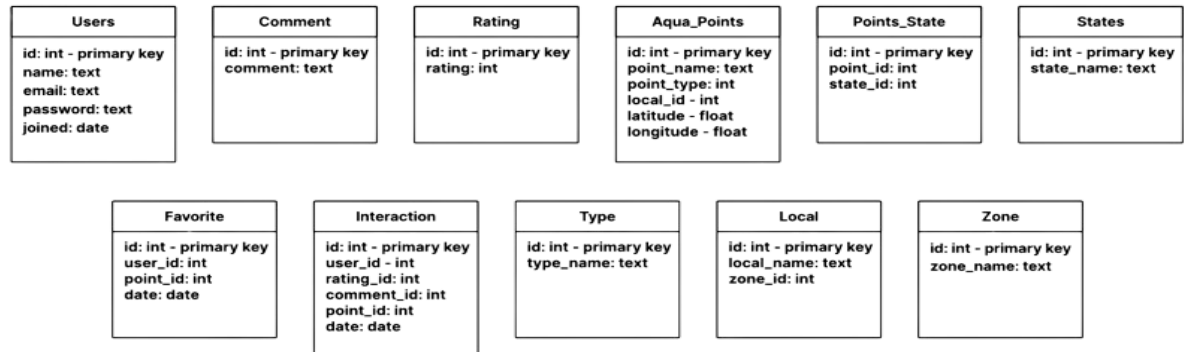 Users
id: int - primary key
name: text
email: text
password: text
joined: date
Comment
id: int - primary key
comment: text
Rating
id: int - primary key
rating: int
Aqua_Points
id: int - primary key
point_name: text
point_type: int
local_id - int
latitude - float
longitude - float
Points_State
id: int - primary key
point_id: int
state_id: int
States
id: int - primary key
state_name: text
Favorite
id: int - primary key
user_id: int
point_id: int
date: date
Interaction
id: int - primary key
user_id - int
rating_id: int
comment_id: int
point_id: int
date: date
Type
id: int - primary key
type_name: text
Local
id: int - primary key
local_name: text
zone_id: int
Zone
id: int - primary key
zone_name: text